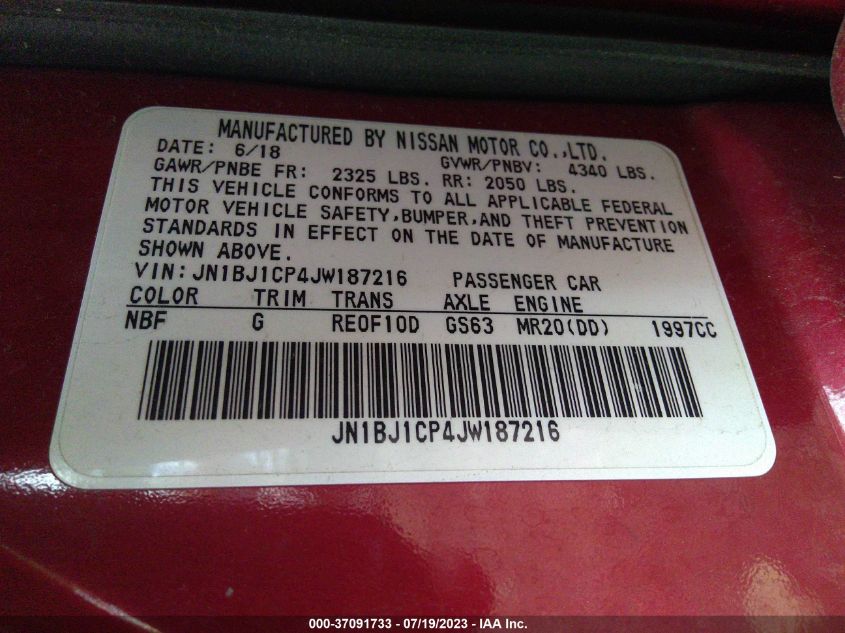 MANUFACTURED BY NISSAN MOTOR CO.,LTD.
DATE: 6/18 GVWR/PNBV: 4340 LBS.
GAWR/PNBE FR: 2325 LBS. RR: 2050 LBS.
THIS VEHICLE CONFORMS TO ALL APPLICABLE FEDERAL
MOTOR VEHICLE SAFETY,BUMPER,AND THEFT PREVENTION
STANDARDS IN EFFECT ON THE DATE OF MANUFACTURE
SHOWN ABOVE.
VIN:JN1BJ1CP4JW187216 PASSENGER CAR
COLOR TRIM TRANS AXLE ENGINE
NBF G RE0F10D GS63 MR20(DD) 1997CC
JN1BJ1CP4JW187216
000-37091733 - 07/19/2023 - IAA Inc.